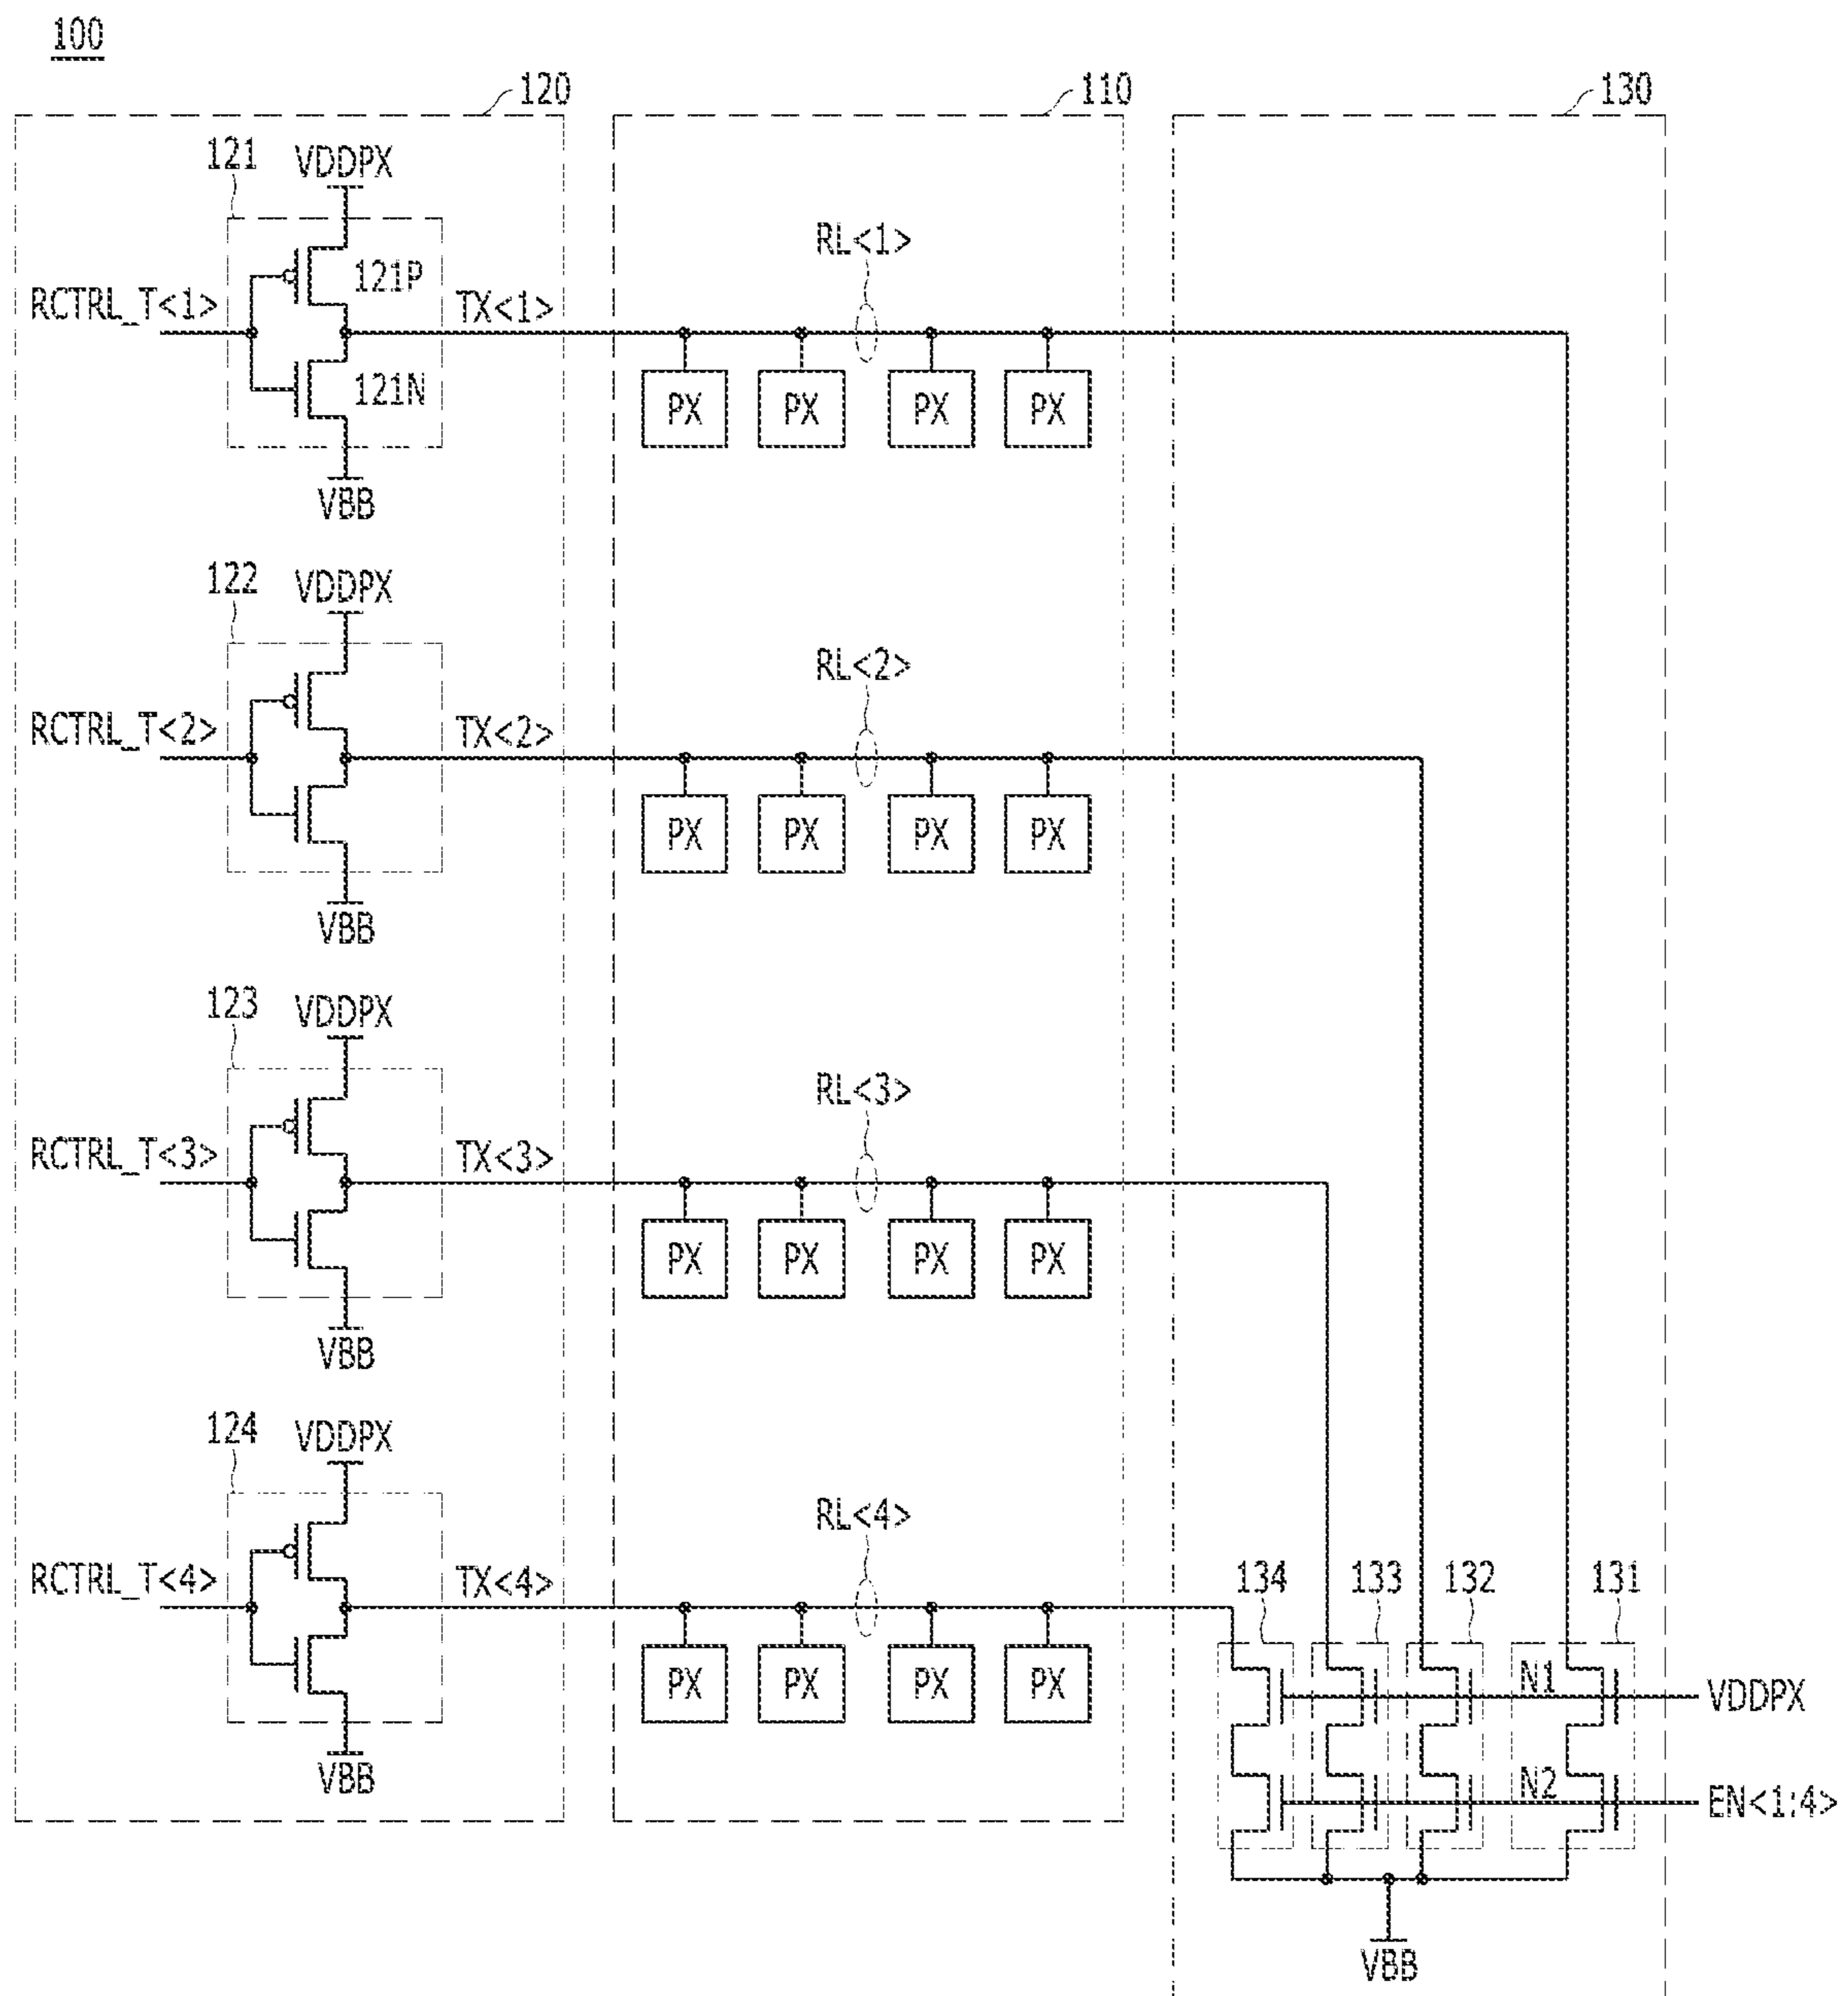 100
120
110
130
121
VDDPX
RL<1>
121P
RCTRL_T<1>
TX<1>
121N
PX PX PX PX
VBB
122
VDDPX
RL<2>
RCTRL_T<2>
TX<2>
PX PX PX PX
VBB
123
VDDPX
RL<3>
RCTRL_T<3>
TX<3>
PX PX PX PX
VBB
124
VDDPX
RL<4>
RCTRL_T<4>
TX<4>
134 133 132 131
PX PX PX PX
N1
VDDPX
VBB
N2
EN<1:4>
VBB